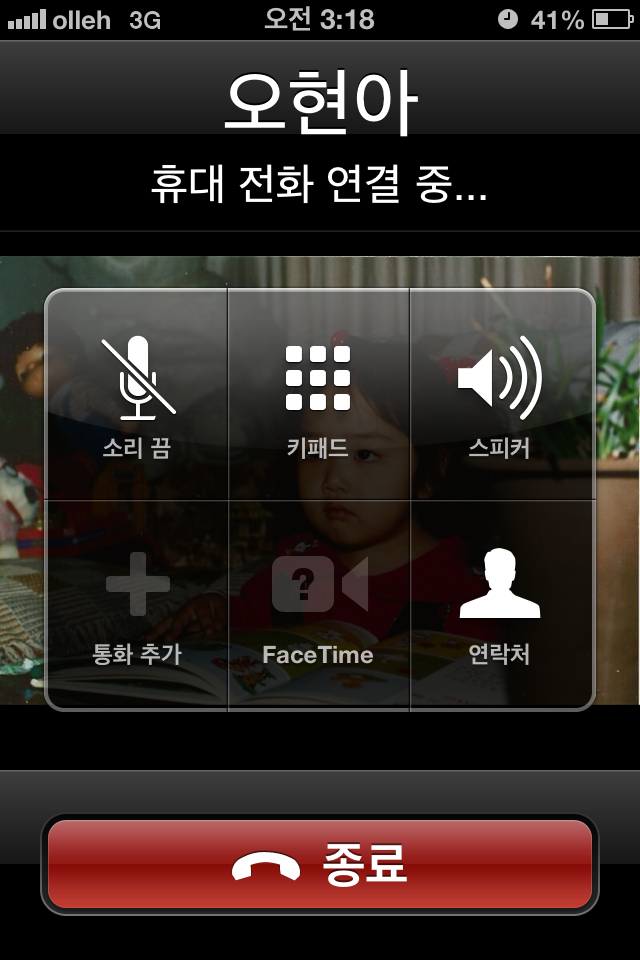 olleh 3G 오전 3:18 41%
오현아
휴대 전화 연결 중...
소리 끔 키패드 스피커
?
통화 추가 FaceTime 연락처
종료